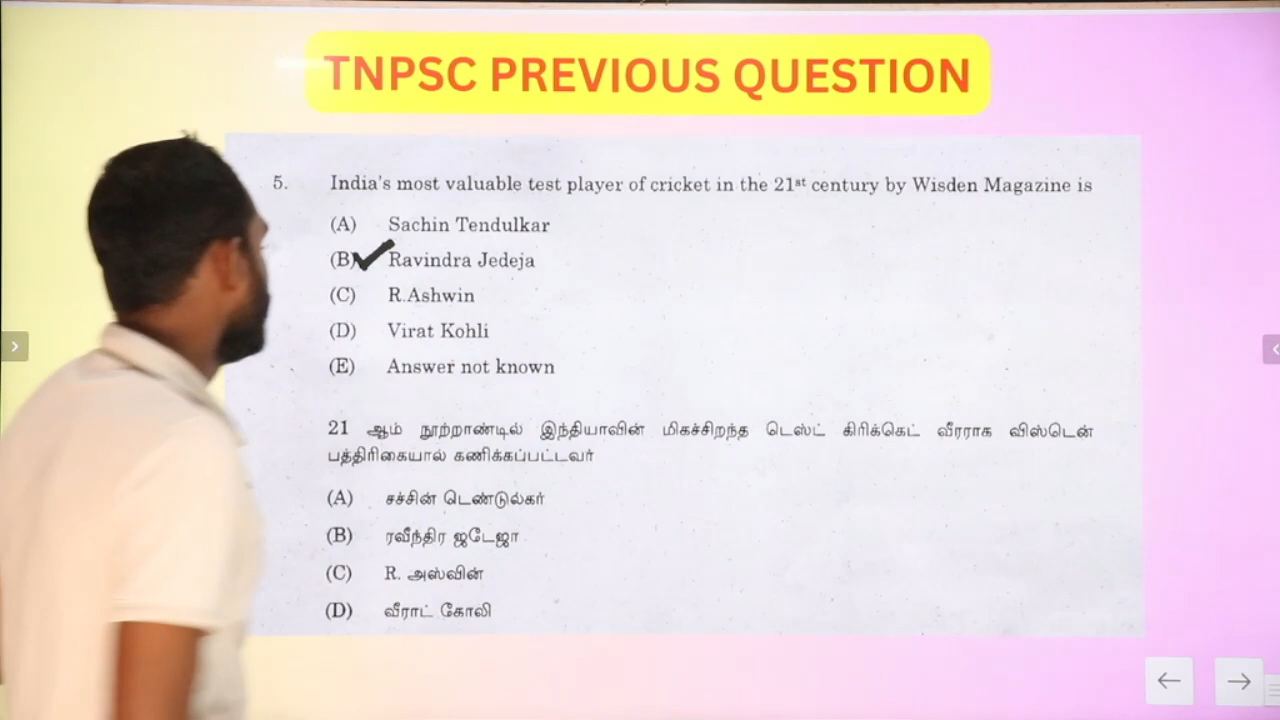 TNPSC PREVIOUS QUESTION
5. India's most valuable test player of cricket in the 21st century by Wisden Magazine is
(A) Sachin Tendulkar
(B) Ravindra Jedeja
(C) R.Ashwin
(D) Virat Kohli
(E) Answer not known
21 ஆம் நூற்றாண்டில் இந்தியாவின் மிகச்சிறந்த டெஸ்ட் கிரிக்கெட் வீரராக விஸ்டென்
பத்திரிகையால் கணிக்கப்பட்டவர்
(A) சச்சின் டெண்டுல்கர்
(B) ரவீந்திர ஜடேஜா
(C) R. அஸ்வின்
(D) வீராட் கோலி